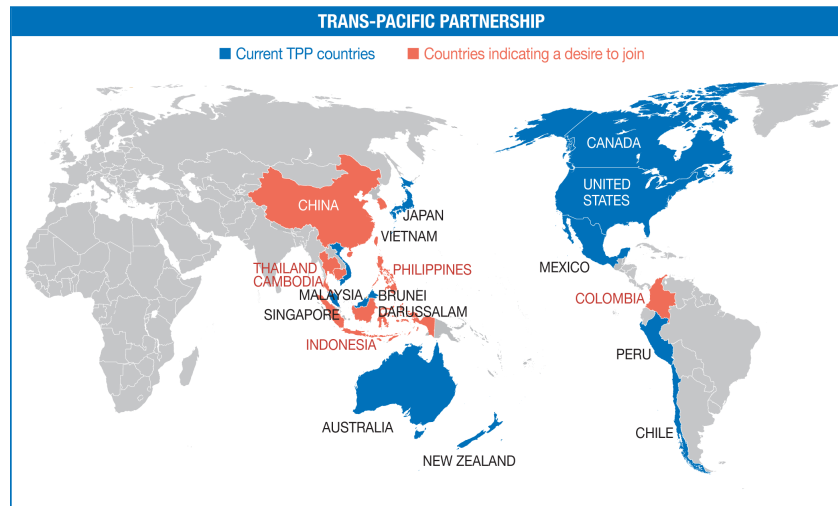 TRANS-PACIFIC PARTNERSHIP
Current TPP countries
Countries indicating a desire to join
CANADA
UNITED
STATES
CHINA
JAPAN
VIETNAM
MEXICO
THAILAND
CAMBODIA
PHILIPPINES
MALAYSIA
BRUNEI
DARUSSALAM
SINGAPORE
COLOMBIA
INDONESIA
PERU
AUSTRALIA
CHILE
NEW ZEALAND